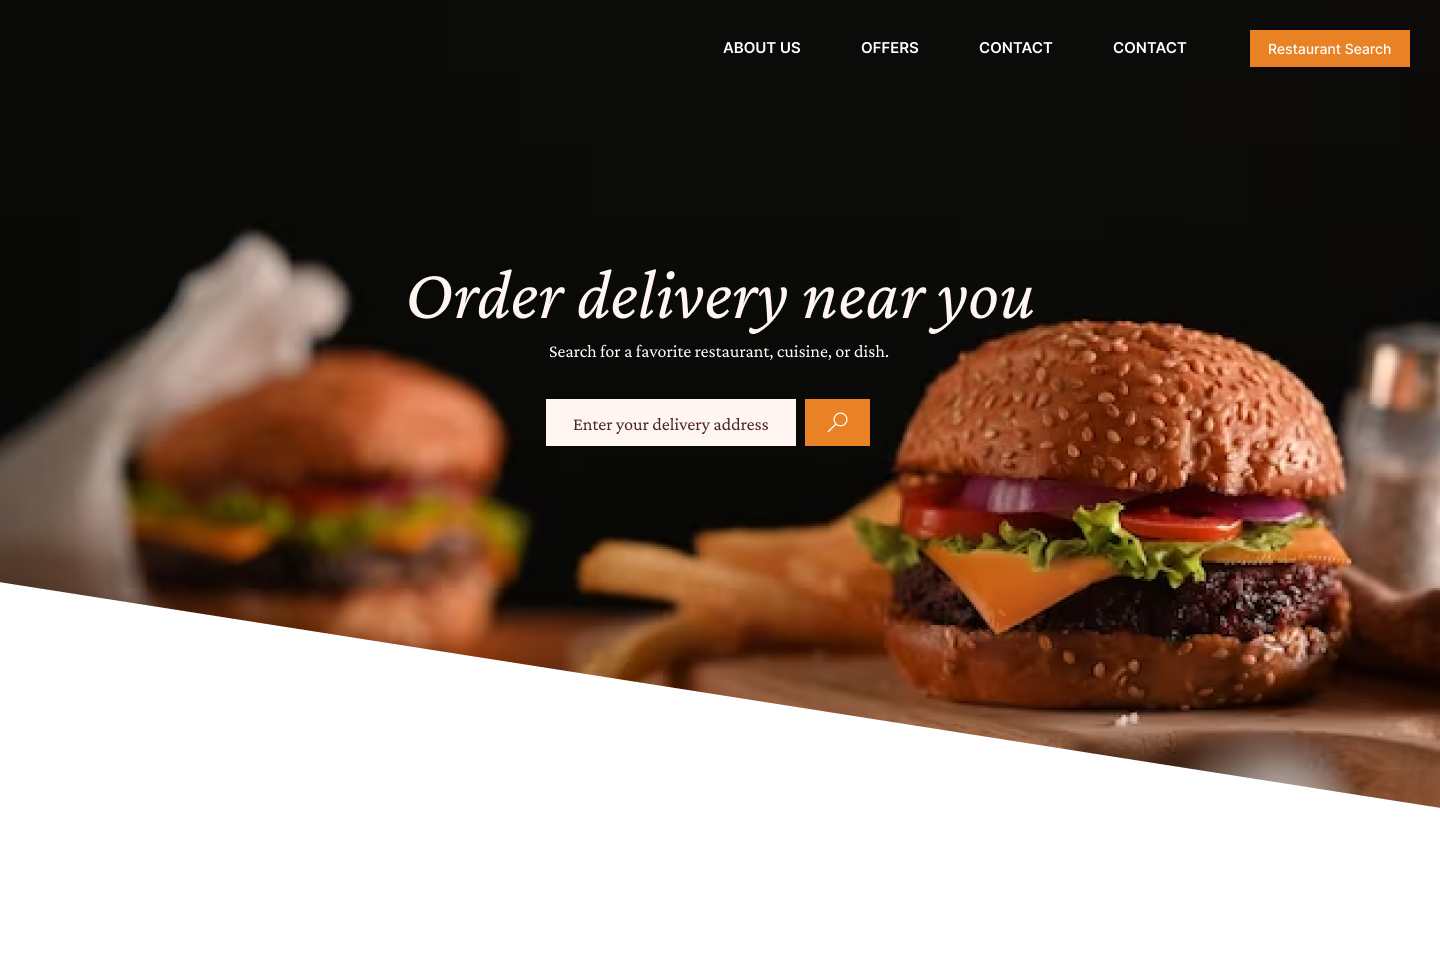 ABOUT US OFFERS CONTACT CONTACT Restaurant Search
Order delivery near you
Search for a favorite restaurant, cuisine, or dish.
Enter your delivery address